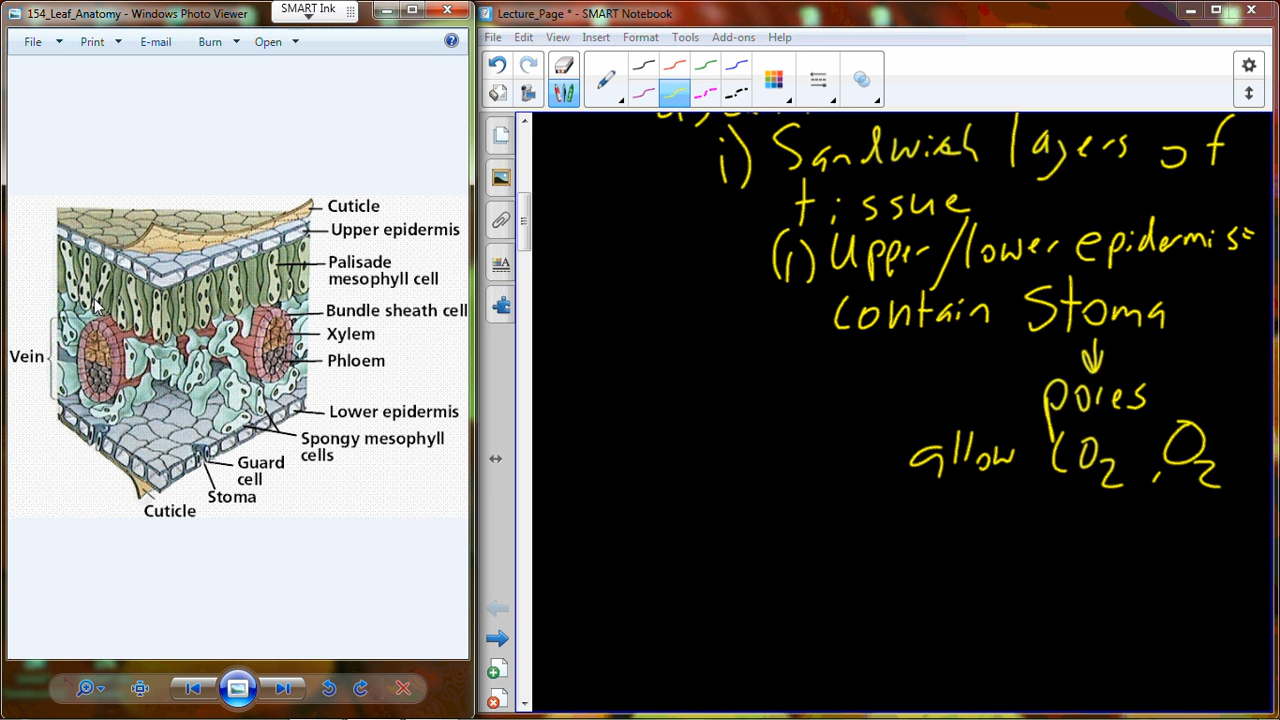 154_Leaf_Anatomy - Windows Photo Viewer
SMART Ink
File Print E-mail Burn Open
Cuticle
Upper epidermis
Palisade
mesophyll cell
Bundle sheath cell
Xylem
Vein
Phloem
Lower epidermis
Spongy mesophyll
cells
Guard
cell
Stoma
Cuticle
Lecture_Page * - SMART Notebook
File Edit View Insert Format Tools Add-ons Help
i) Sandwich layers of
tissue
(i) Upper/lower epidermis =
contain Stoma
pores
allow CO2, O2